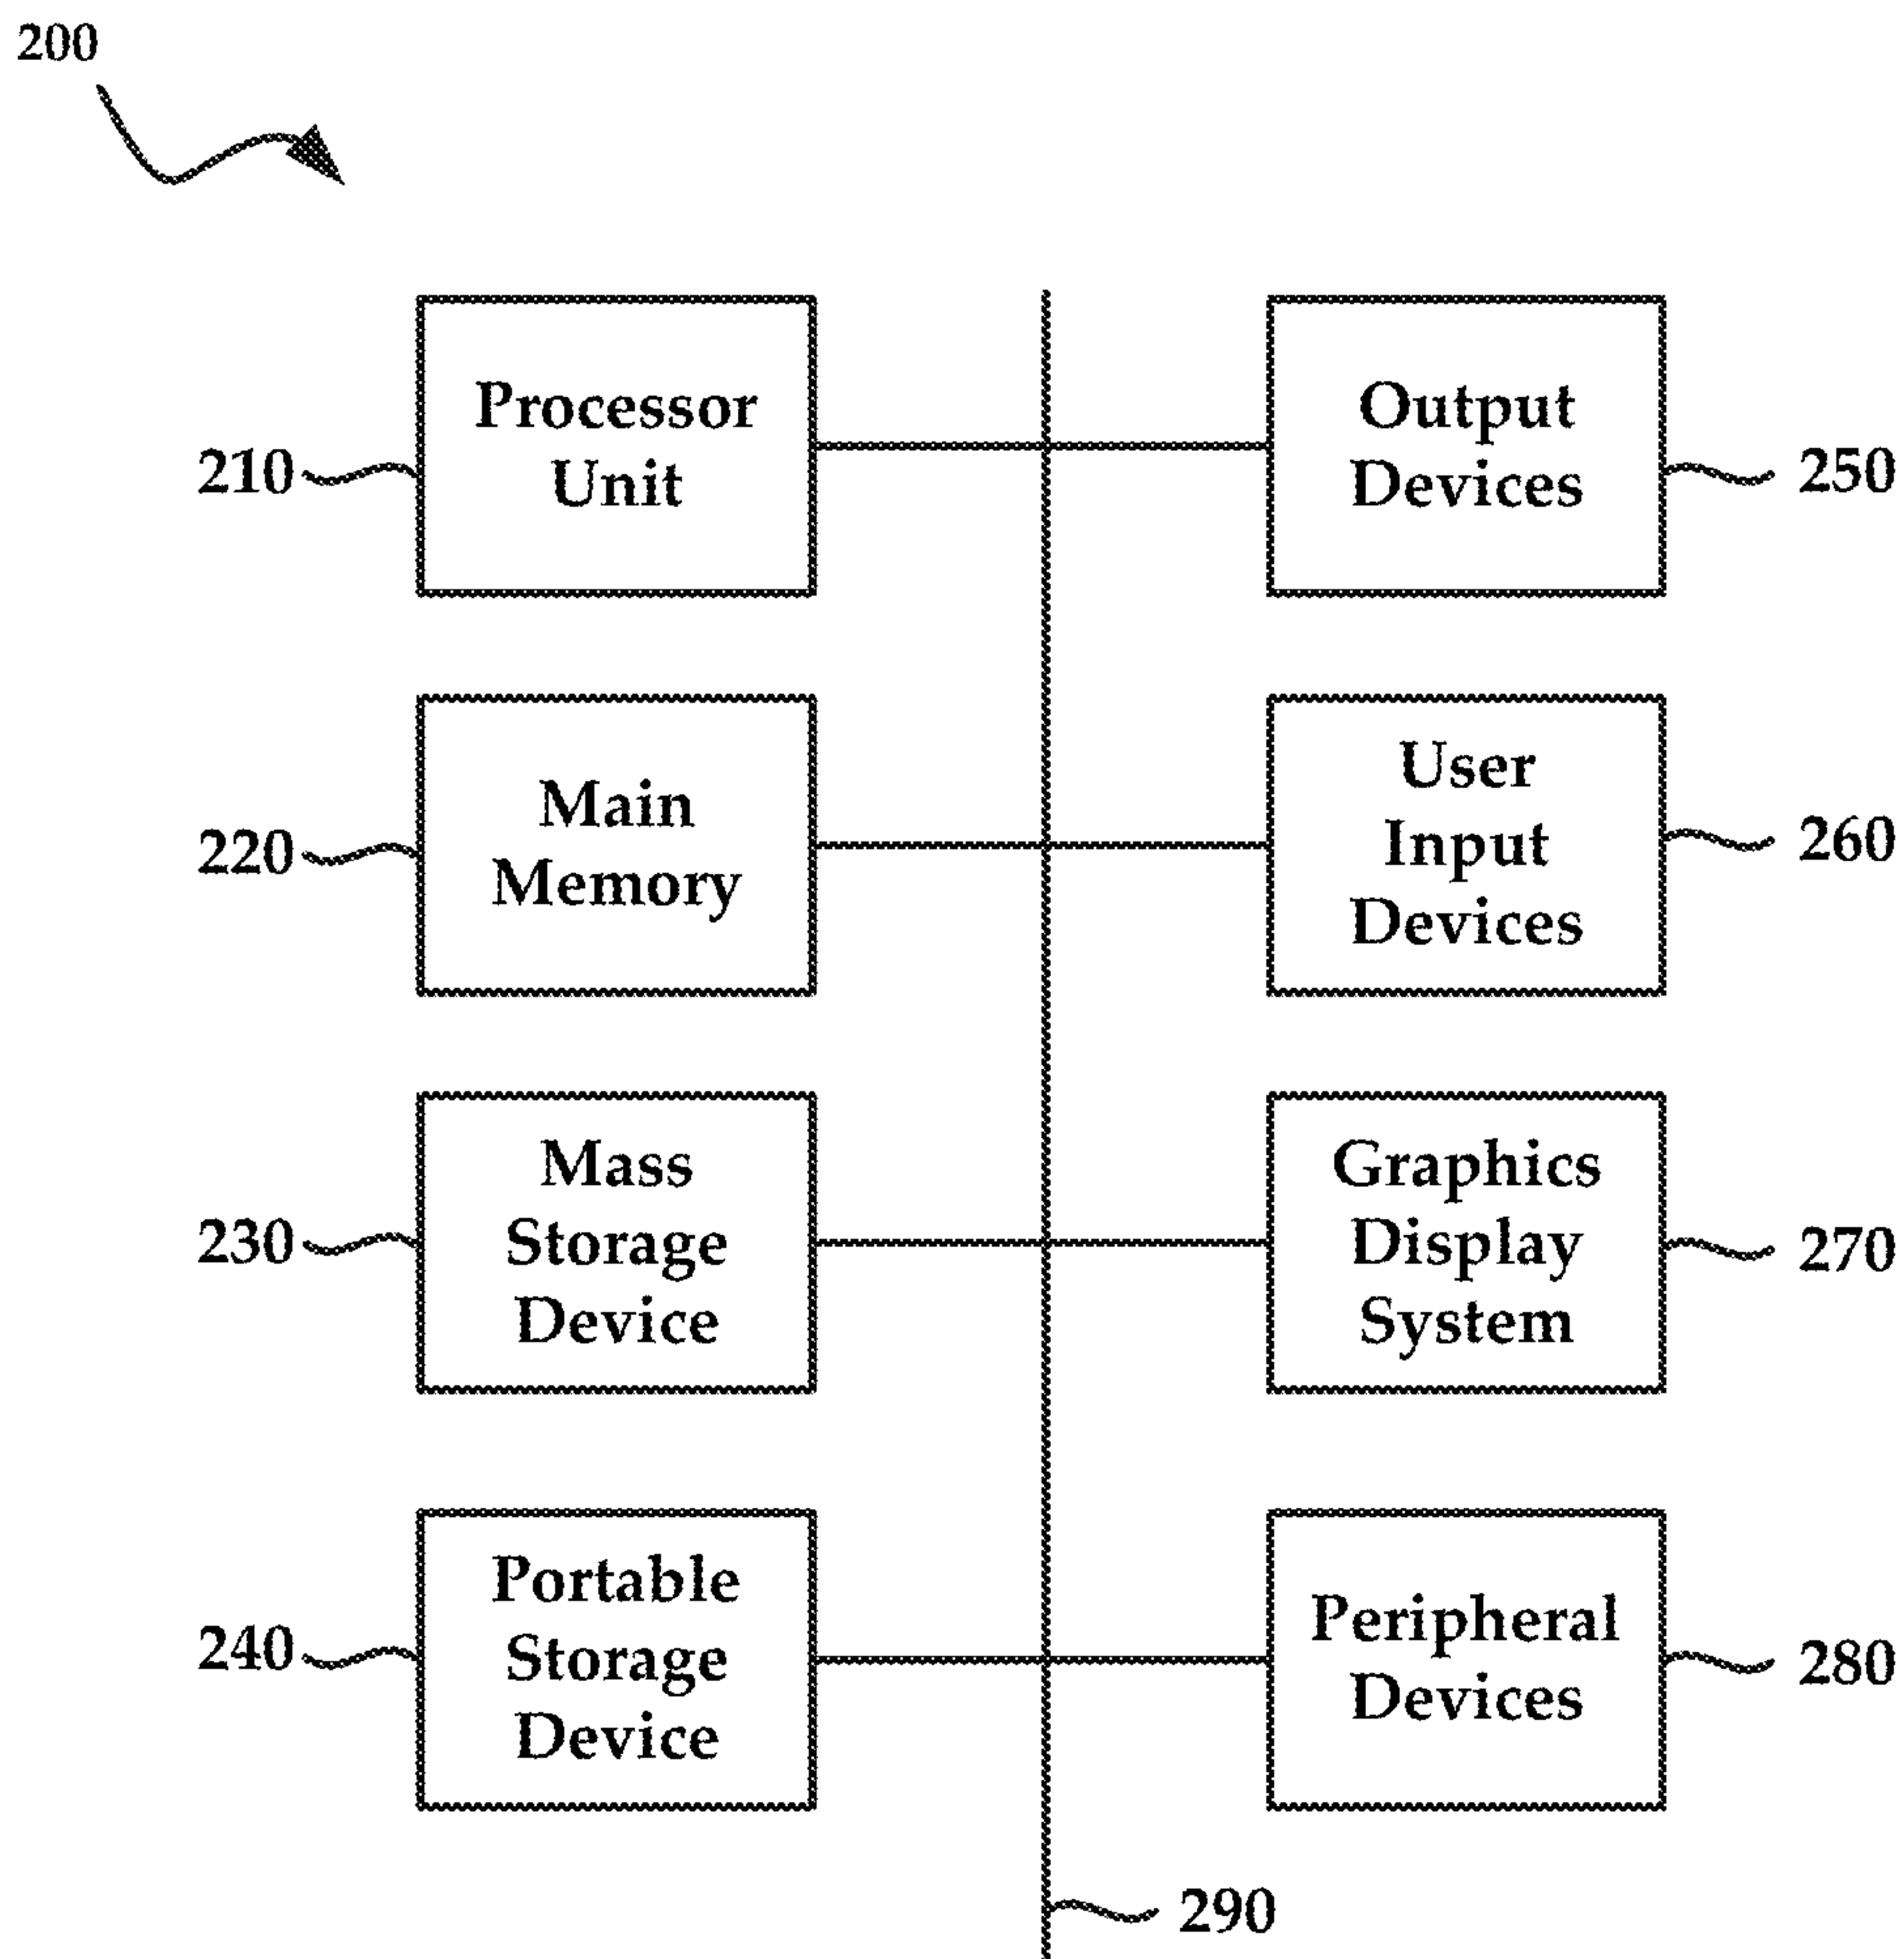 200
Processor
Unit
210
Output
Devices
250
Main
Memory
220
User
Input
Devices
260
Mass
Storage
Device
230
Graphics
Display
System
270
Portable
Storage
Device
240
Peripheral
Devices
280
290